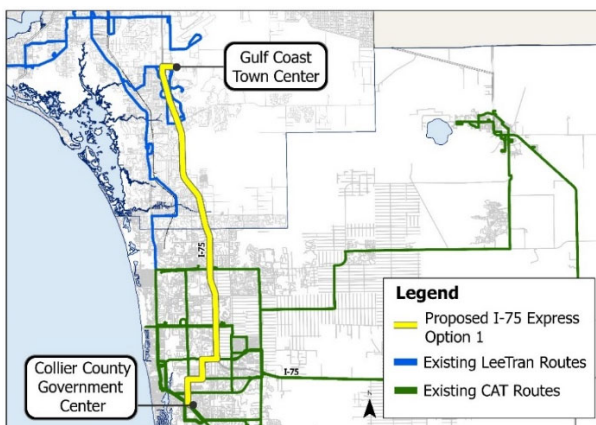 Gulf Coast
Town Center
I-75
Collier County
Government
Center
I-75
N
Legend
Proposed I-75 Express
Option 1
Existing LeeTran Routes
Existing CAT Routes